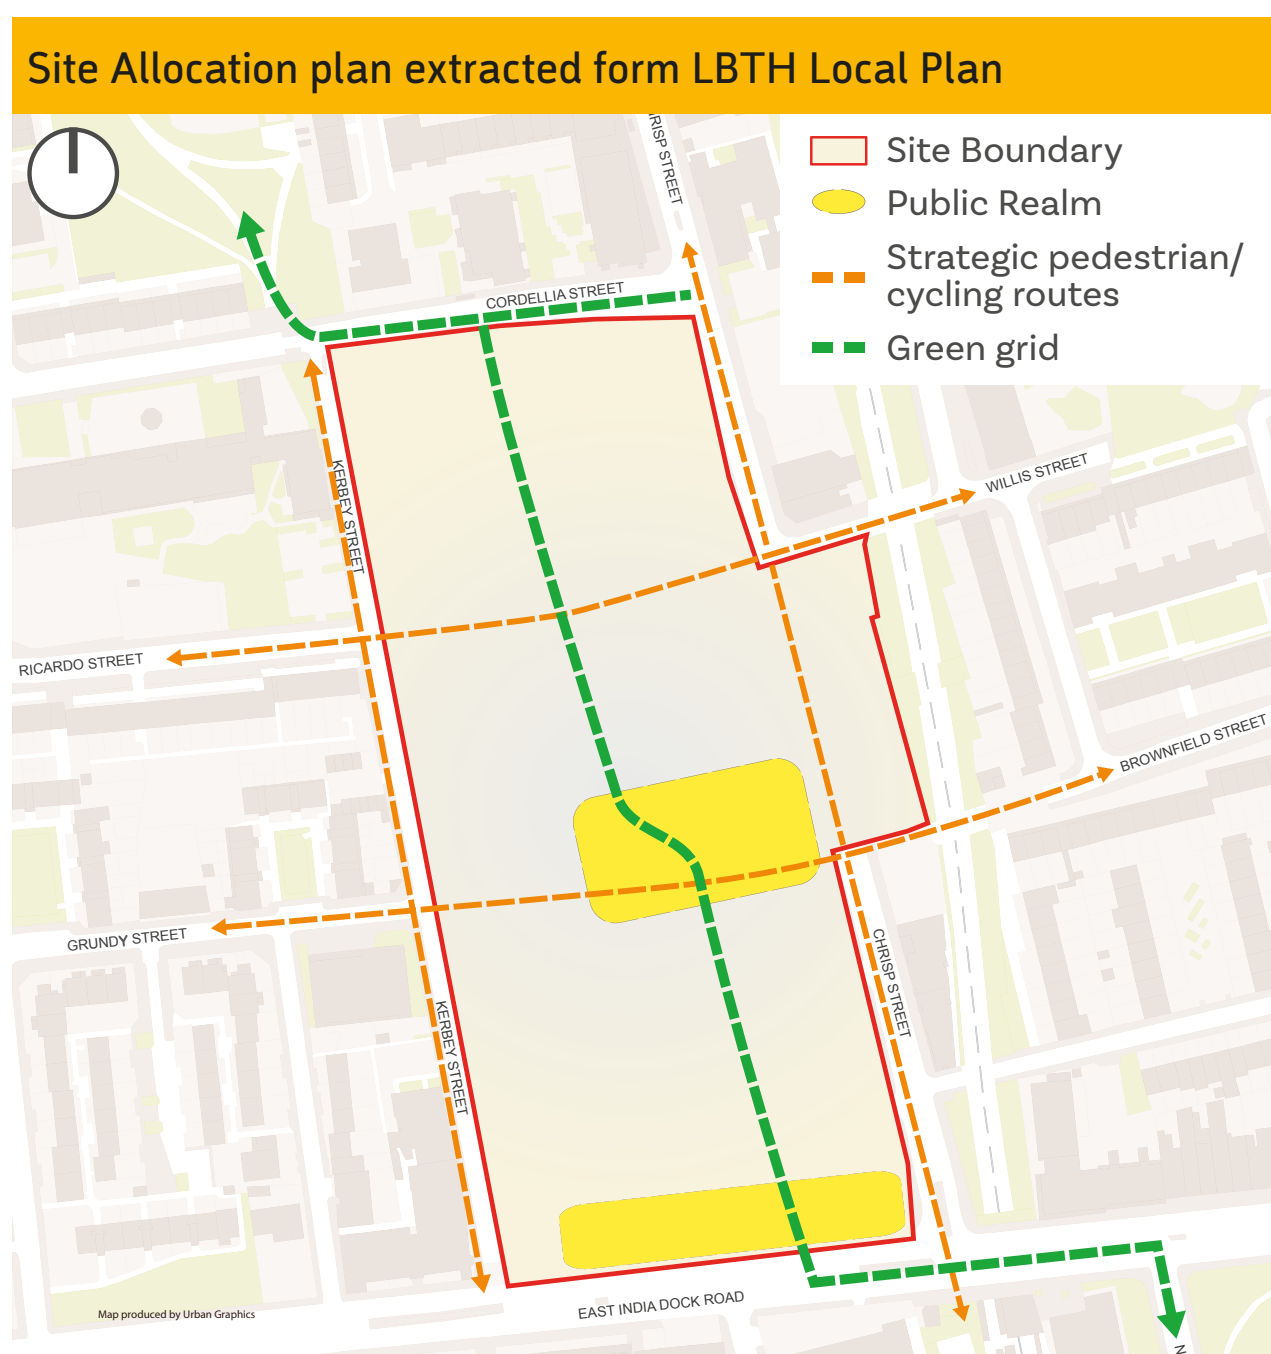 Site Allocation plan extracted form LBTH Local Plan
RISP STREET
Site Boundary
Public Realm
Strategic pedestrian/
cycling routes
Green grid
CORDELLIA STREET
KERBEY STREET
WILLIS STREET
RICARDO STREET
BROWNFIELD STREET
GRUNDY STREET
CHRISP STREET
KERBEY STREET
EAST INDIA DOCK ROAD
Map produced by Urban Graphics
N